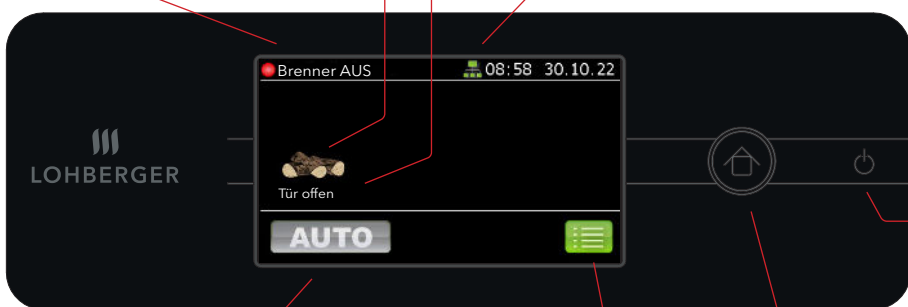 Brenner AUS
08:58 30.10.22
LOHBERGER
Tür offen
AUTO